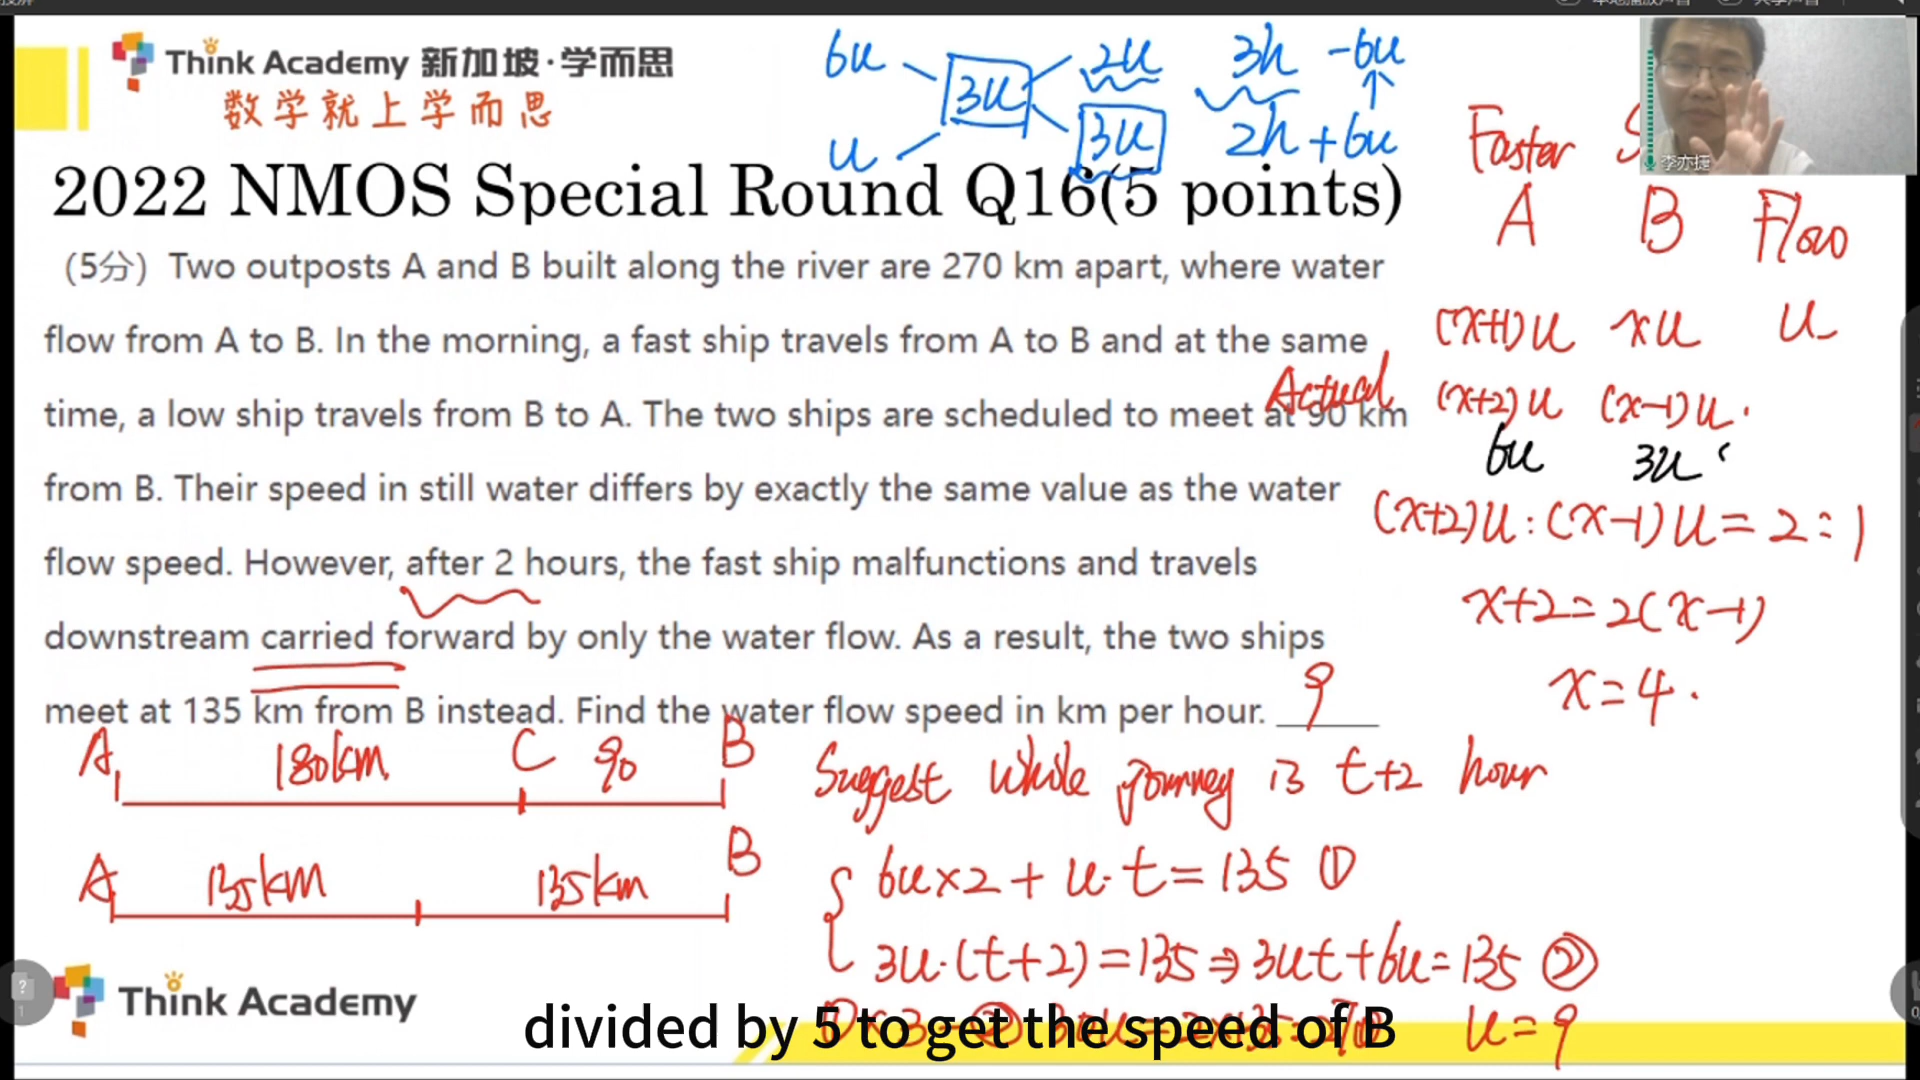 Think Academy 新加坡·学而思
数学就上学而思
6u 3u 2u 3h -6u
u 3u 2h +6u
李亦捷
2022 NMOS Special Round Q16(5 points)
Faster
A B Flow
(5分) Two outposts A and B built along the river are 270 km apart, where water
flow from A to B. In the morning, a fast ship travels from A to B and at the same
time, a low ship travels from B to A. The two ships are scheduled to meet at 90 km
from B. Their speed in still water differs by exactly the same value as the water
flow speed. However, after 2 hours, the fast ship malfunctions and travels
downstream carried forward by only the water flow. As a result, the two ships
meet at 135 km from B instead. Find the water flow speed in km per hour. 9
(x+1)u xu u
Actual (x+2)u (x-1)u
6u 3u
(x+2)u:(x-1)u=2:1
x+2=2(x-1)
x=4.
A 180km C 90 B
A 135km 135km B
Suggest whole journey is t+2 hour
6u×2+u·t=135 ①
3u·(t+2)=135⇒3ut+6u=135 ②
u=9
Think Academy
divided by 5 to get the speed of B